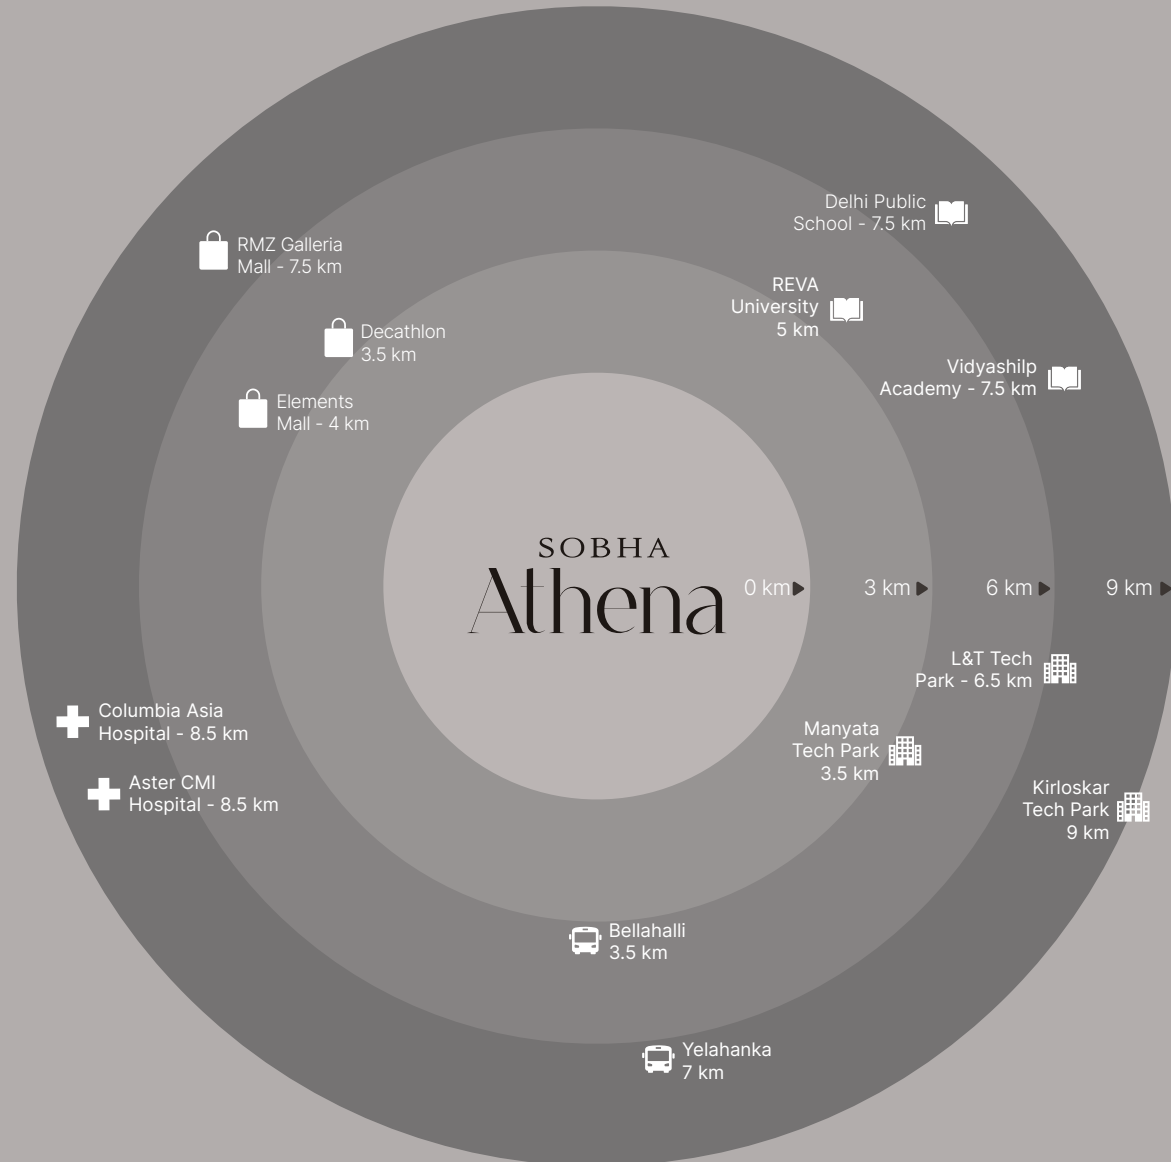 Delhi Public
School - 7.5 km
RMZ Galleria
Mall - 7.5 km
REVA
University
5 km
Decathlon
3.5 km
Vidyashilp
Academy - 7.5 km
Elements
Mall - 4 km
SOBHA
Athena
0 km
3 km
6 km
9 km
L&T Tech
Park - 6.5 km
Columbia Asia
Hospital - 8.5 km
Manyata
Tech Park
3.5 km
Aster CMI
Hospital - 8.5 km
Kirloskar
Tech Park
9 km
Bellahalli
3.5 km
Yelahanka
7 km